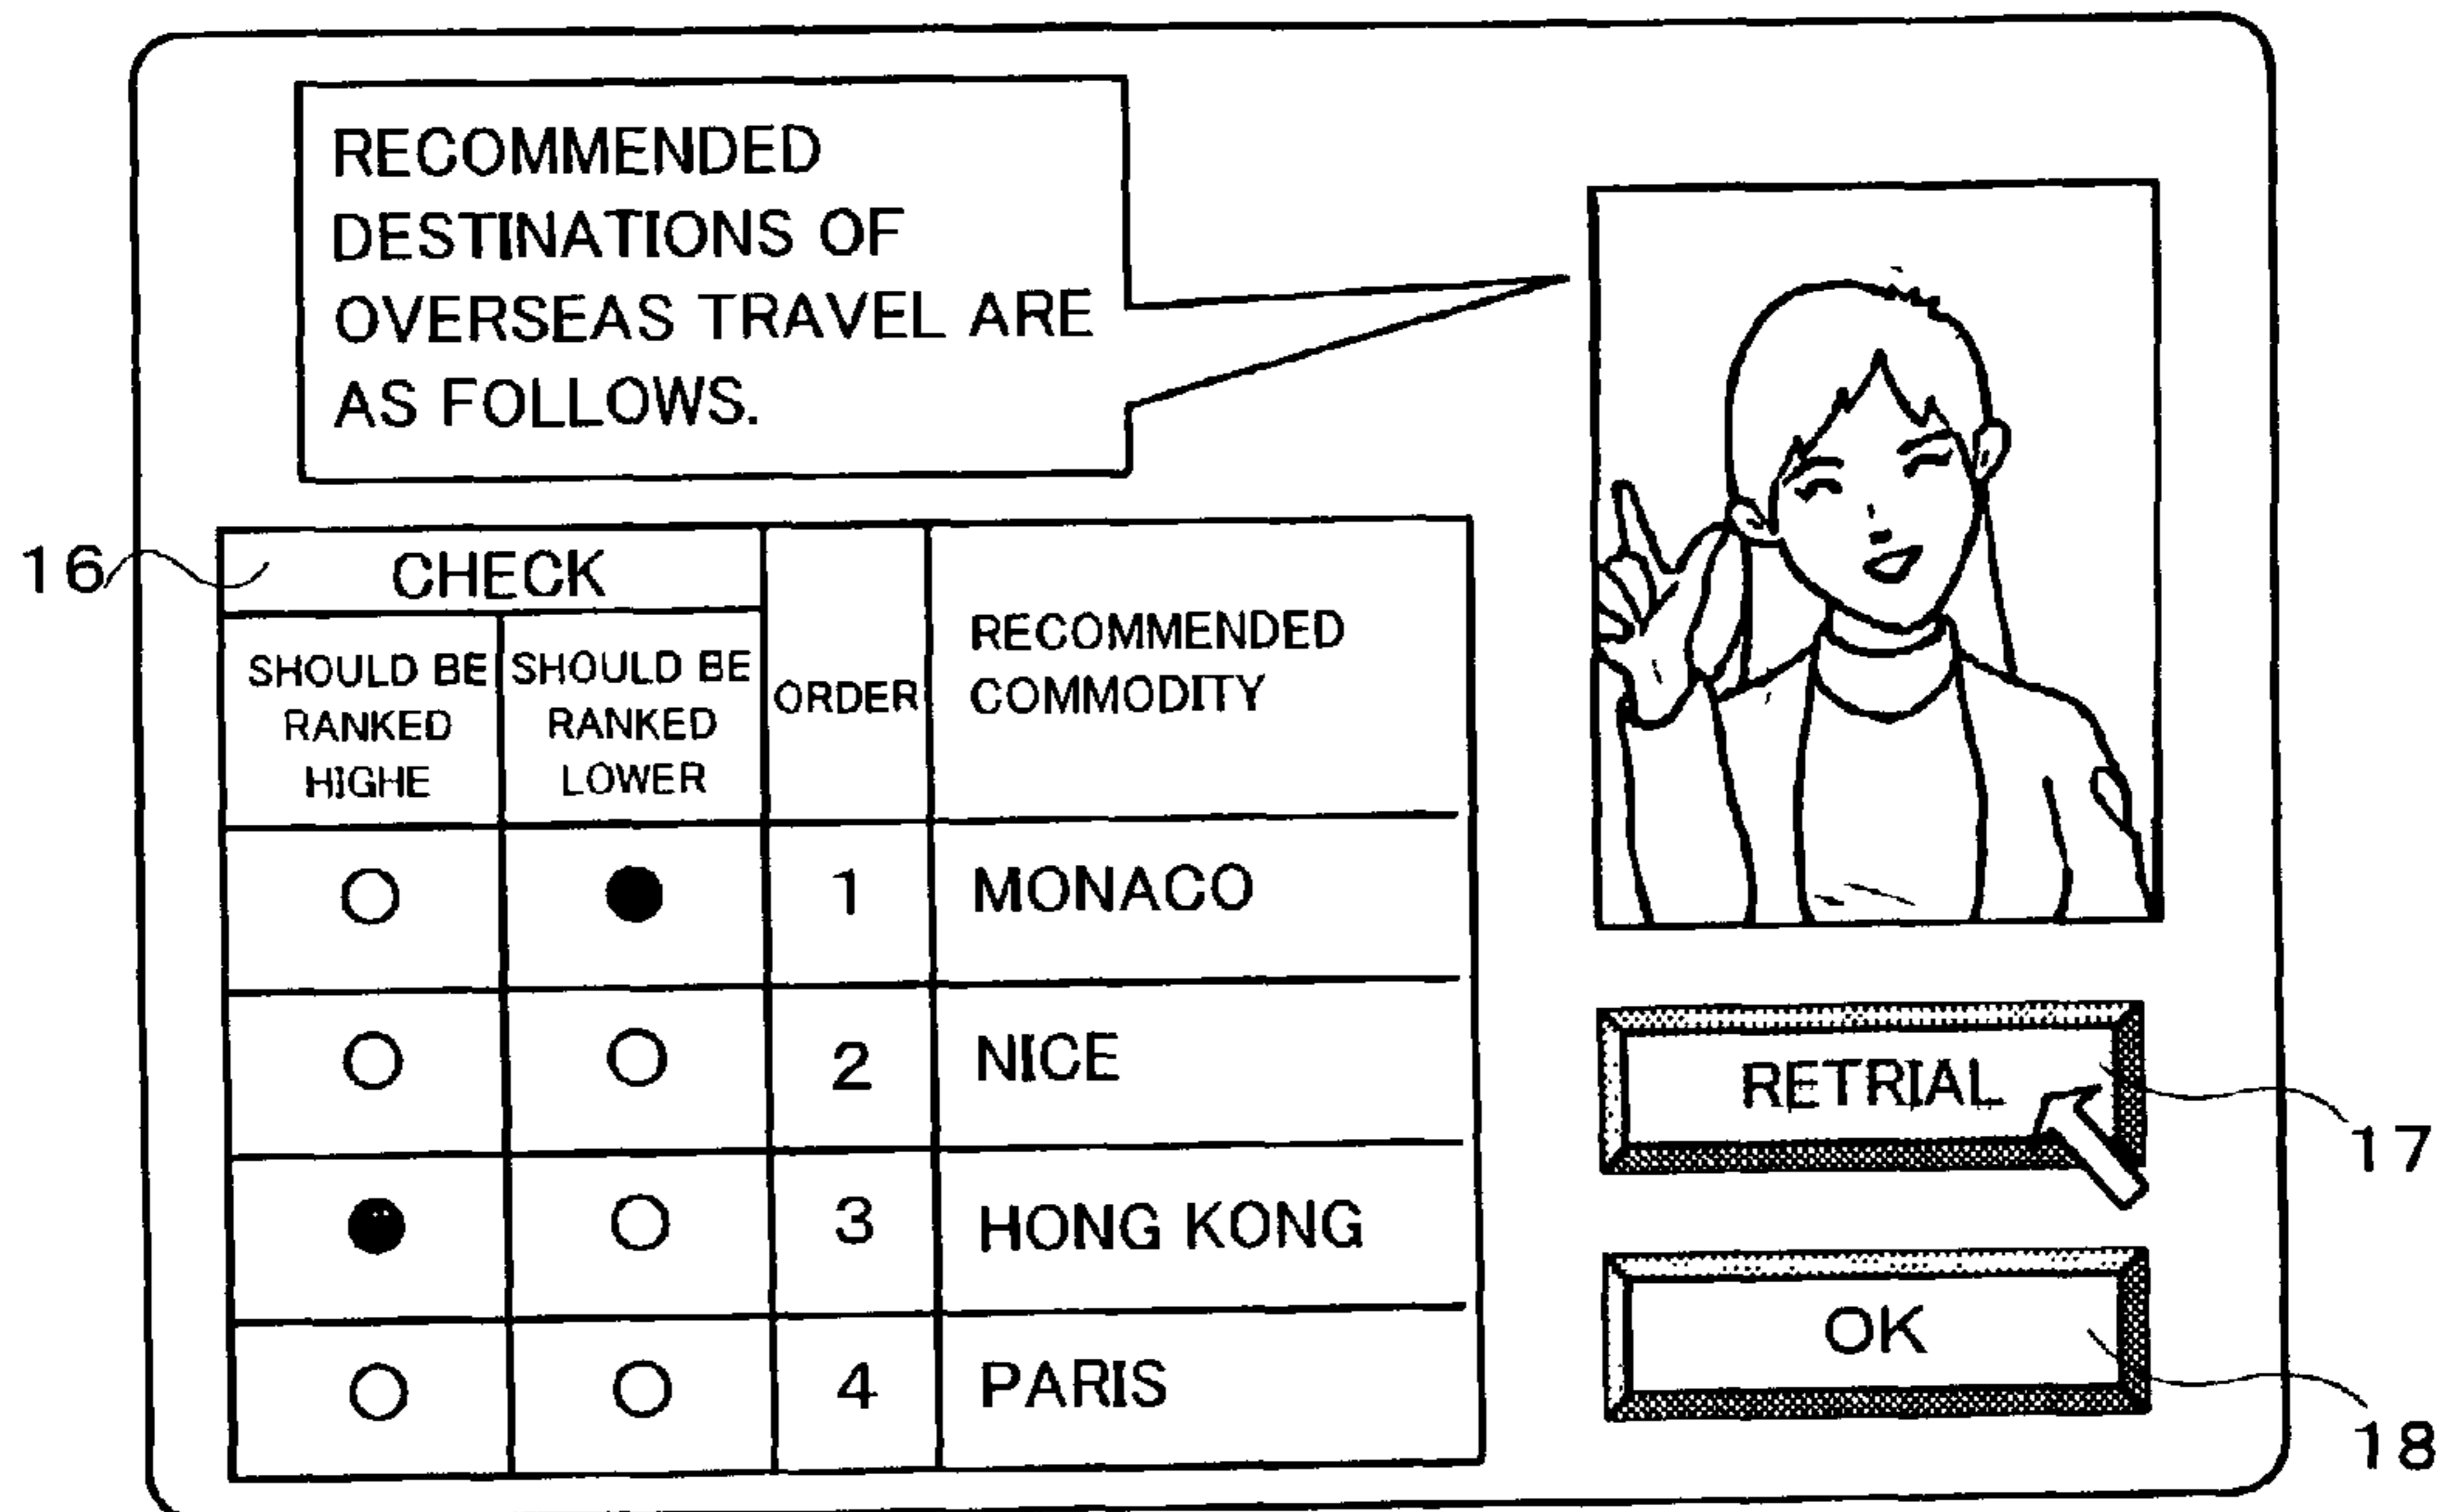 RECOMMENDED
DESTINATIONS OF
OVERSEAS TRAVEL ARE
AS FOLLOWS.
16
CHECK
SHOULD BE
RANKED
HIGHE
SHOULD BE
RANKED
LOWER
ORDER
RECOMMENDED
COMMODITY
1 MONACO
2 NICE
3 HONG KONG
4 PARIS
RETRIAL
17
OK
18